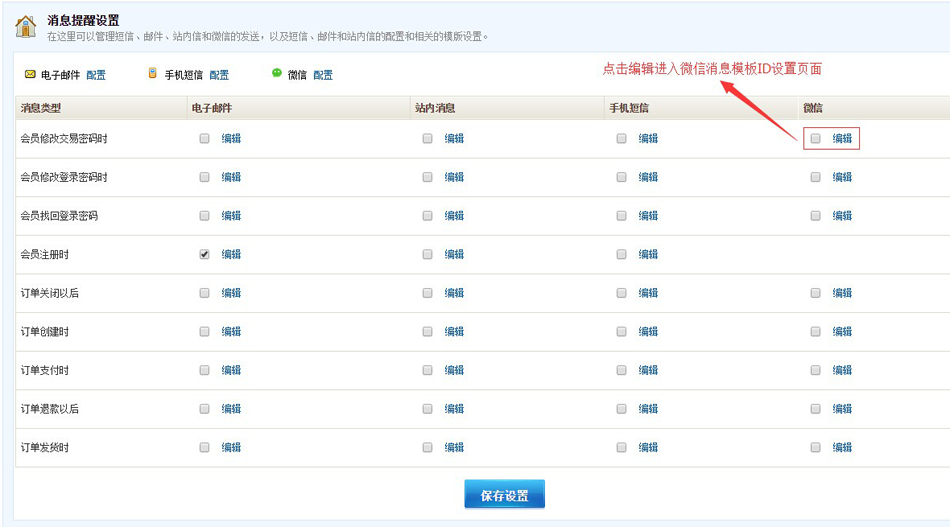 消息提醒设置
在这里可以管理短信、邮件、站内信和微信的发送，以及短信、邮件和站内信的配置和相关的模版设置。
电子邮件 配置 手机短信 配置 微信 配置
点击编辑进入微信消息模板ID设置页面
消息类型 电子邮件 站内消息 手机短信 微信
会员修改交易密码时 编辑 编辑 编辑 编辑
会员修改登录密码时 编辑 编辑 编辑 编辑
会员找回登录密码 编辑 编辑 编辑 编辑
会员注册时 编辑 编辑 编辑
订单关闭以后 编辑 编辑 编辑 编辑
订单创建时 编辑 编辑 编辑 编辑
订单支付时 编辑 编辑 编辑 编辑
订单退款以后 编辑 编辑 编辑 编辑
订单发货时 编辑 编辑 编辑 编辑
保存设置